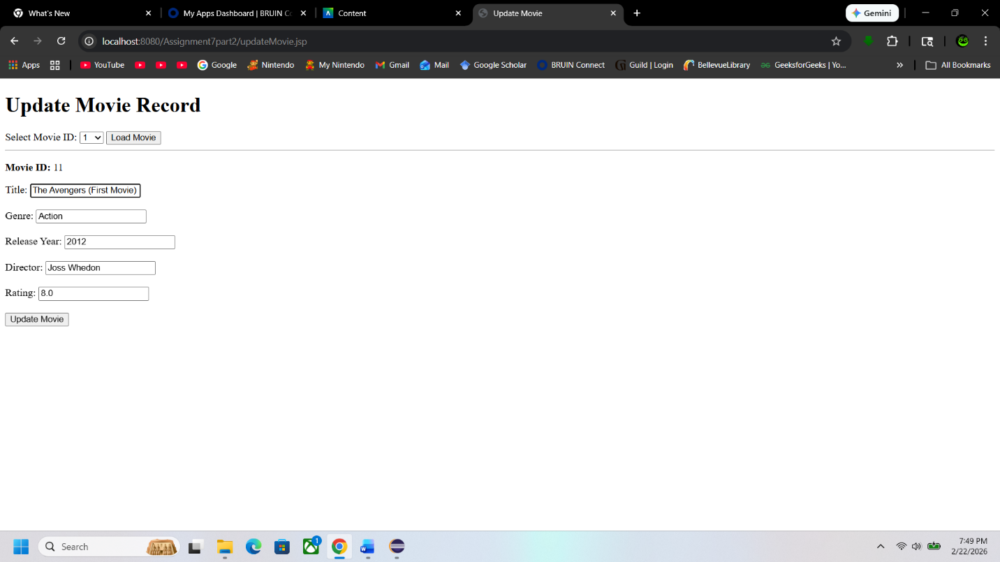 What's New
My Apps Dashboard | BRUIN Co
Content
Update Movie
Gemini
localhost:8080/Assignment7part2/updateMovie.jsp
Apps
YouTube
Google
Nintendo
My Nintendo
Gmail
Mail
Google Scholar
BRUIN Connect
Guild | Login
BellevueLibrary
GeeksforGeeks | Yo...
»
All Bookmarks
Update Movie Record
Select Movie ID: 1 Load Movie
Movie ID: 11
Title: The Avengers (First Movie)
Genre: Action
Release Year: 2012
Director: Joss Whedon
Rating: 8.0
Update Movie
Search
1
7:49 PM
2/22/2026